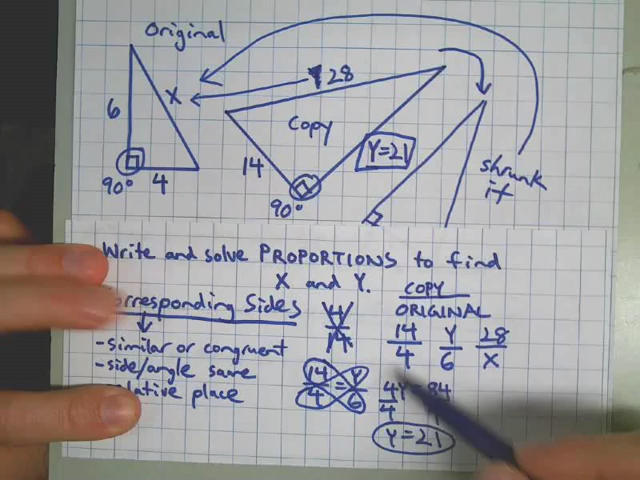 Original
6
X
90°
4
28
Copy
14
Y=21
90°
shrunk
it
Write and solve PROPORTIONS to find
X and Y.
Corresponding Sides
-similar or congruent
-side/angle same
relative place
14
14/4 = Y/6
COPY
ORIGINAL
14/4 Y/6 28/X
4Y 84
4
Y=21